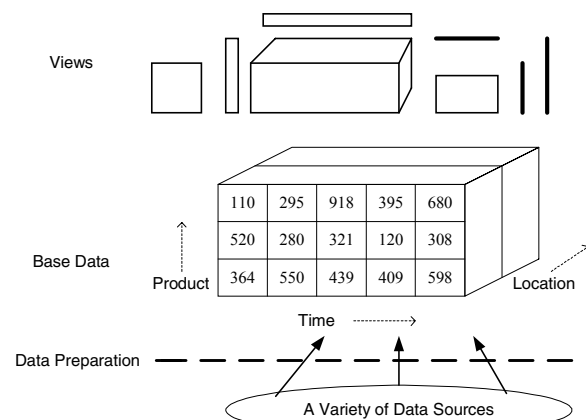 Views
110 295 918 395 680
520 280 321 120 308
Base Data
Product
364 550 439 409 598
Location
Time
Data Preparation
A Variety of Data Sources